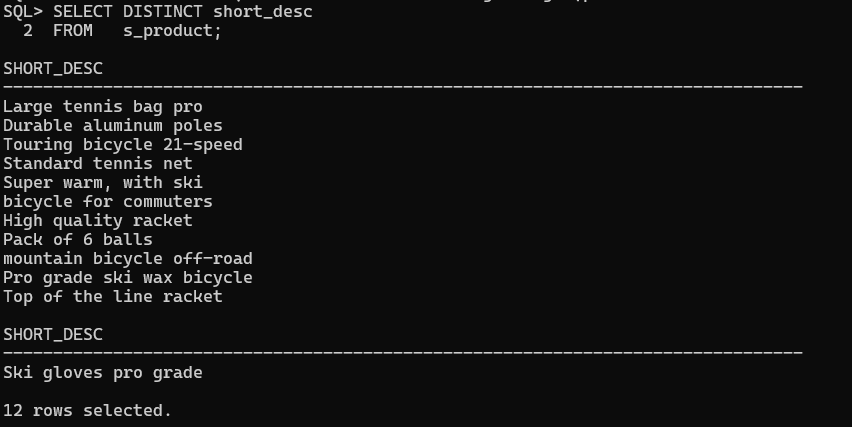 SQL> SELECT DISTINCT short_desc
  2  FROM   s_product;
SHORT_DESC
--------------------------------------------------------------------------------
Large tennis bag pro
Durable aluminum poles
Touring bicycle 21-speed
Standard tennis net
Super warm, with ski
bicycle for commuters
High quality racket
Pack of 6 balls
mountain bicycle off-road
Pro grade ski wax bicycle
Top of the line racket
SHORT_DESC
--------------------------------------------------------------------------------
Ski gloves pro grade
12 rows selected.